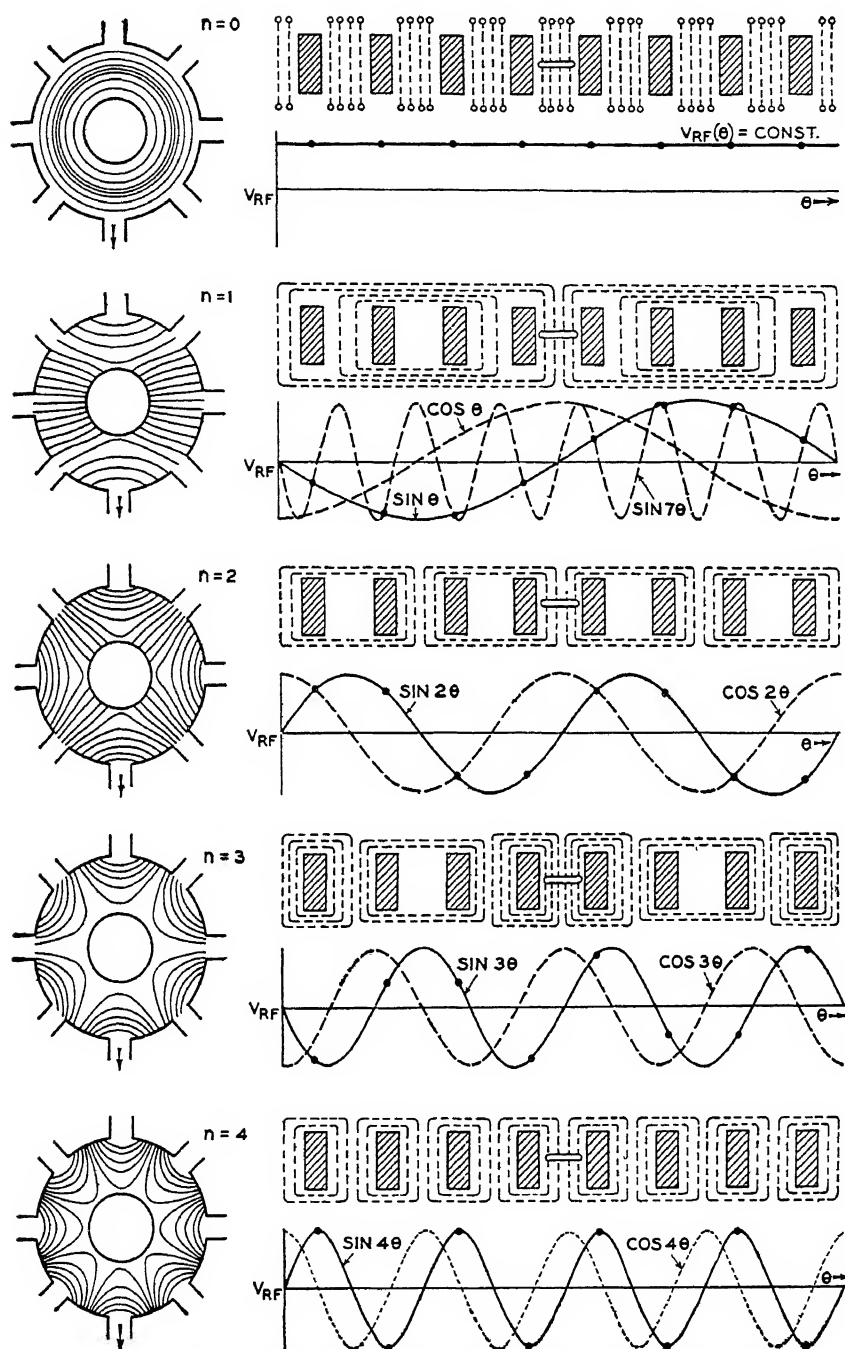 n=0
V_RF(θ) = CONST.
V_RF
θ→
n=1
COS θ
V_RF
θ→
SIN θ
SIN 7θ
n=2
SIN 2θ
COS 2θ
V_RF
θ→
n=3
SIN 3θ
COS 3θ
V_RF
θ→
n=4
SIN 4θ
COS 4θ
V_RF
θ→